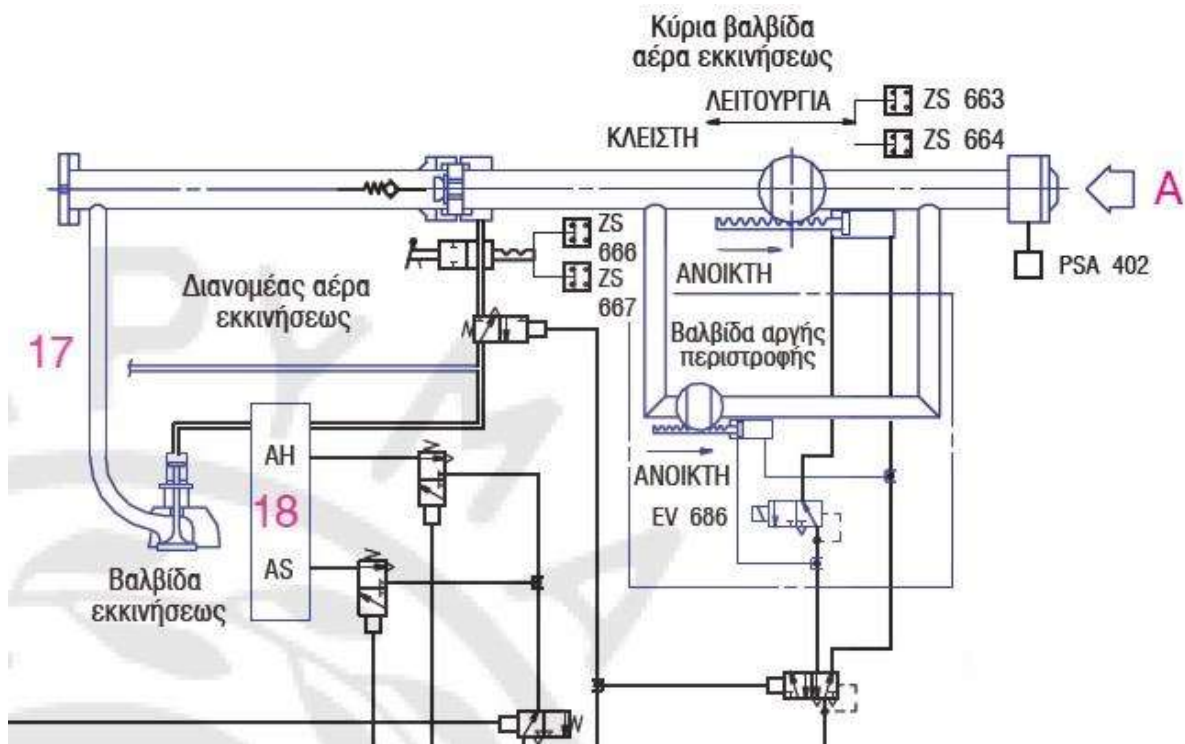 Κύρια βαλβίδα
αέρα εκκινήσεως
ΛΕΙΤΟΥΡΓΙΑ
ZS 663
ΚΛΕΙΣΤΗ
ZS 664
A
ZS
666
ZS
667
ΑΝΟΙΚΤΗ
PSA 402
Διανομέας αέρα
εκκινήσεως
17
Βαλβίδα αργής
περιστροφής
AH
18
AS
ΑΝΟΙΚΤΗ
EV 686
Βαλβίδα
εκκινήσεως